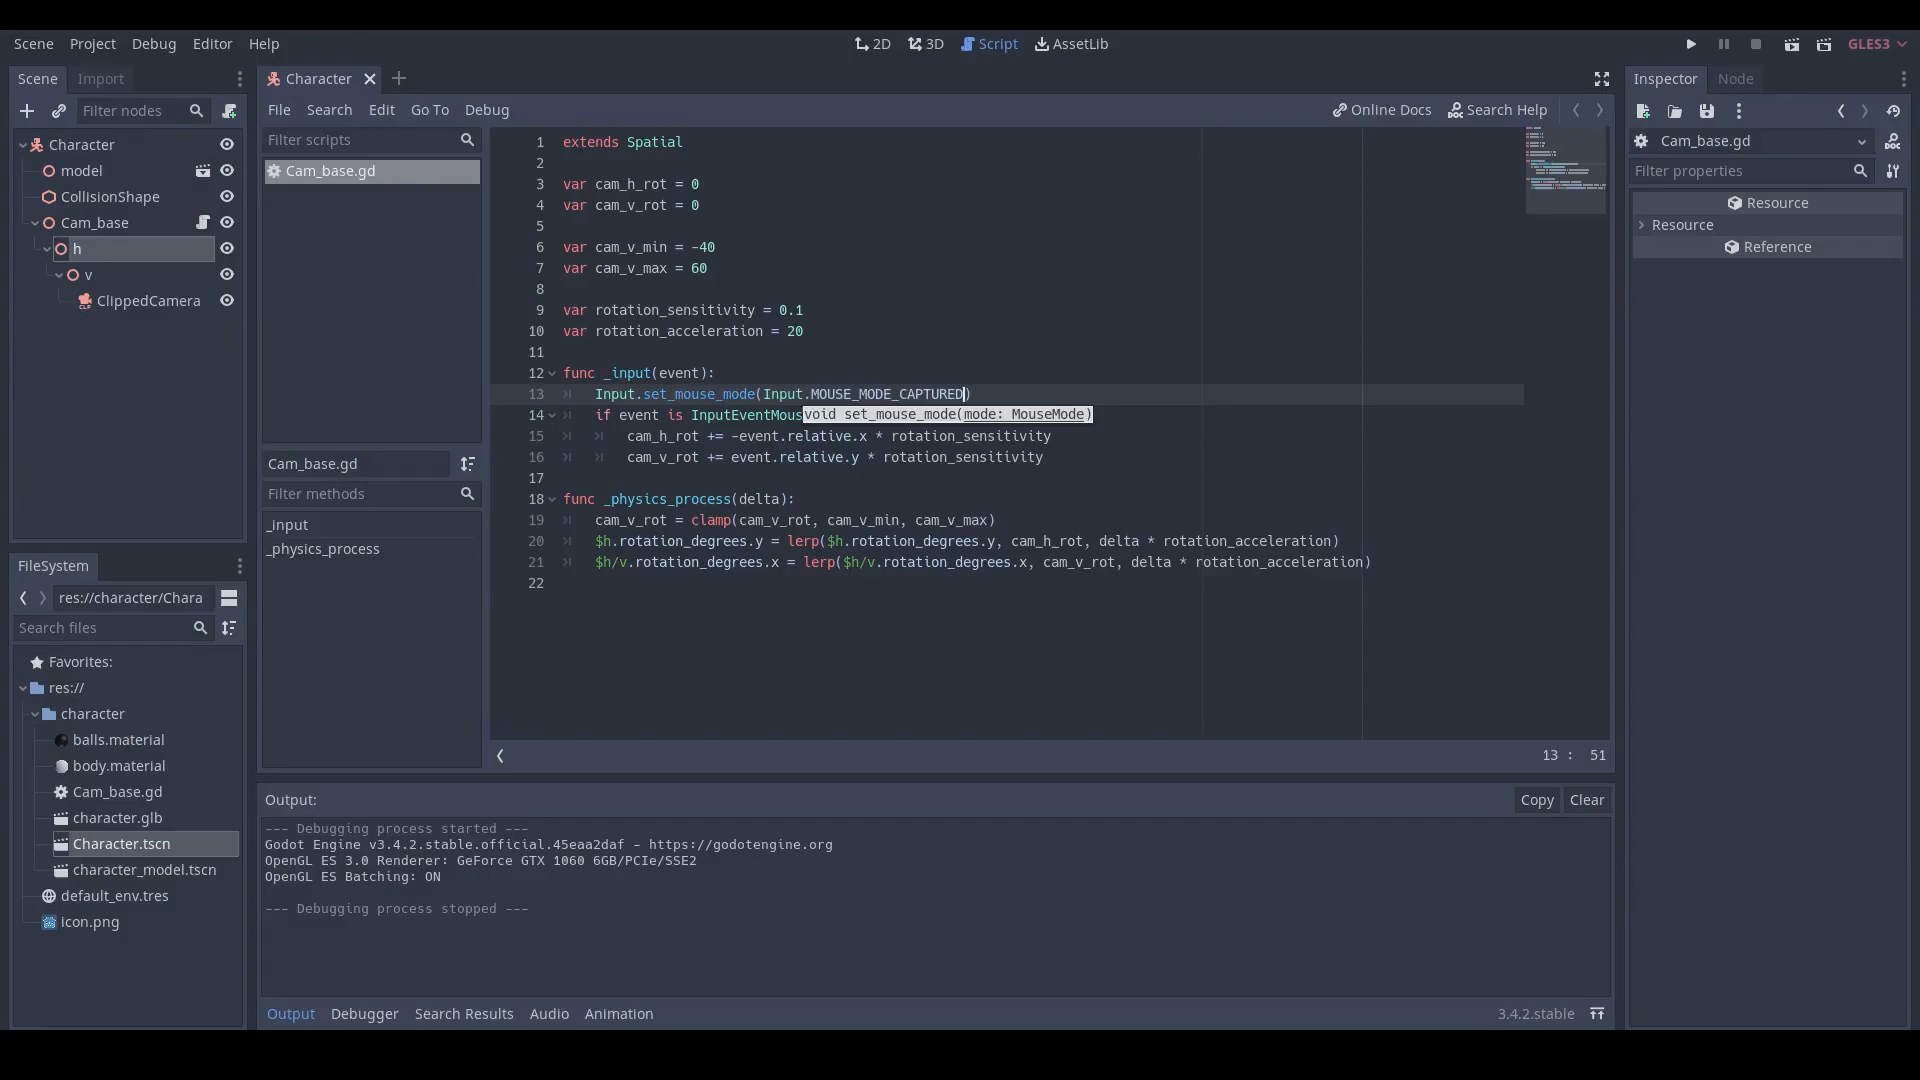 Scene Project Debug Editor Help
2D 3D Script AssetLib
GLES3
Scene Import
Filter nodes
Character
model
CollisionShape
Cam_base
h
v
ClippedCamera
FileSystem
res://character/Chara
Search files
Favorites:
res://
character
balls.material
body.material
Cam_base.gd
character.glb
Character.tscn
character_model.tscn
default_env.tres
icon.png
Character
File Search Edit Go To Debug
Online Docs Search Help
Filter scripts
Cam_base.gd
Cam_base.gd
Filter methods
_input
_physics_process
1 extends Spatial
2
3 var cam_h_rot = 0
4 var cam_v_rot = 0
5
6 var cam_v_min = -40
7 var cam_v_max = 60
8
9 var rotation_sensitivity = 0.1
10 var rotation_acceleration = 20
11
12 func _input(event):
13 Input.set_mouse_mode(Input.MOUSE_MODE_CAPTURED)
14 if event is InputEventMous
void set_mouse_mode(mode: MouseMode)
15 cam_h_rot += -event.relative.x * rotation_sensitivity
16 cam_v_rot += event.relative.y * rotation_sensitivity
17
18 func _physics_process(delta):
19 cam_v_rot = clamp(cam_v_rot, cam_v_min, cam_v_max)
20 $h.rotation_degrees.y = lerp($h.rotation_degrees.y, cam_h_rot, delta * rotation_acceleration)
21 $h/v.rotation_degrees.x = lerp($h/v.rotation_degrees.x, cam_v_rot, delta * rotation_acceleration)
22
13 : 51
Output:
Copy Clear
--- Debugging process started ---
Godot Engine v3.4.2.stable.official.45eaa2daf - https://godotengine.org
OpenGL ES 3.0 Renderer: GeForce GTX 1060 6GB/PCIe/SSE2
OpenGL ES Batching: ON
--- Debugging process stopped ---
Output Debugger Search Results Audio Animation
3.4.2.stable
Inspector Node
Cam_base.gd
Filter properties
Resource
Resource
Reference